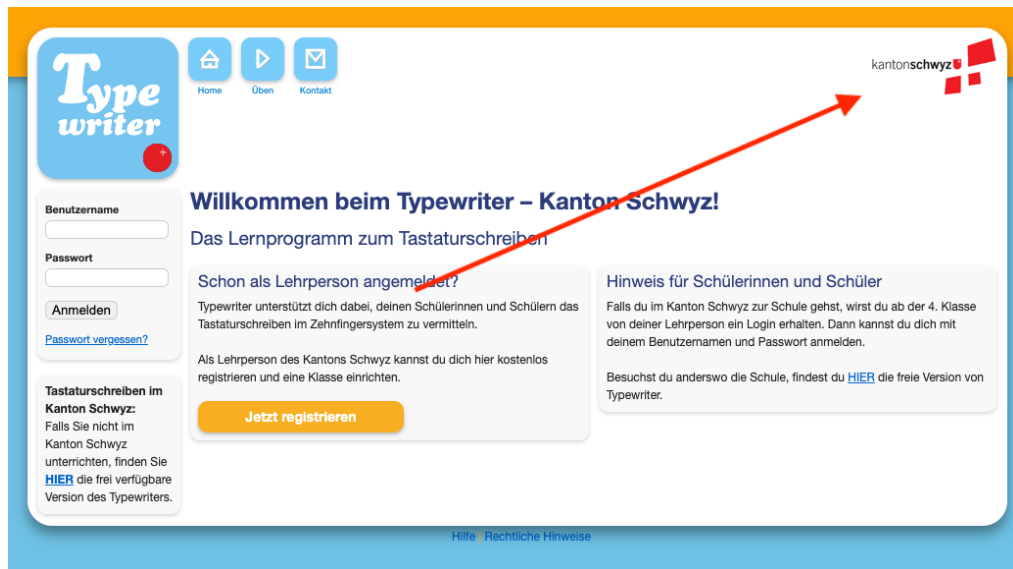 Type
writer
Home
Üben
Kontakt
kantonschwyz
Benutzername
Passwort
Anmelden
Passwort vergessen?
Tastaturschreiben im
Kanton Schwyz:
Falls Sie nicht im
Kanton Schwyz
unterrichten, finden Sie
HIER die frei verfügbare
Version des Typewriters.
Willkommen beim Typewriter – Kanton Schwyz!
Das Lernprogramm zum Tastaturschreiben
Schon als Lehrperson angemeldet?
Typewriter unterstützt dich dabei, deinen Schülerinnen und Schülern das
Tastaturschreiben im Zehnfingersystem zu vermitteln.
Als Lehrperson des Kantons Schwyz kannst du dich hier kostenlos
registrieren und eine Klasse einrichten.
Jetzt registrieren
Hinweis für Schülerinnen und Schüler
Falls du im Kanton Schwyz zur Schule gehst, wirst du ab der 4. Klasse
von deiner Lehrperson ein Login erhalten. Dann kannst du dich mit
deinem Benutzernamen und Passwort anmelden.
Besuchst du anderswo die Schule, findest du HIER die freie Version von
Typewriter.
Hilfe | Rechtliche Hinweise